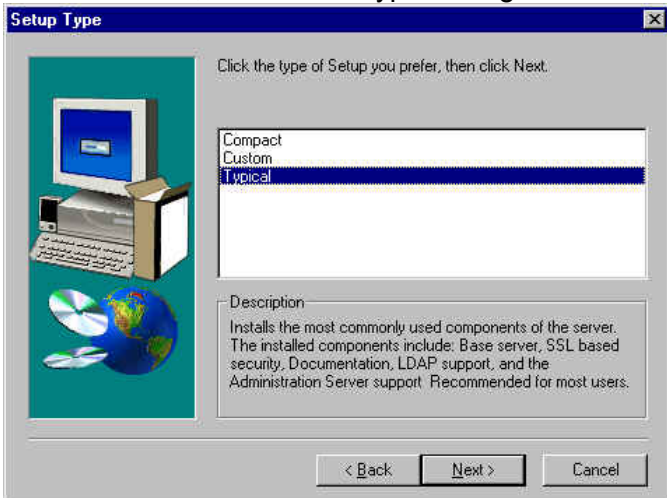 Setup Type
Click the type of Setup you prefer, then click Next.
Compact
Custom
Typical
Description
Installs the most commonly used components of the server.
The installed components include: Base server, SSL based
security, Documentation, LDAP support, and the
Administration Server support Recommended for most users.
< Back
Next >
Cancel